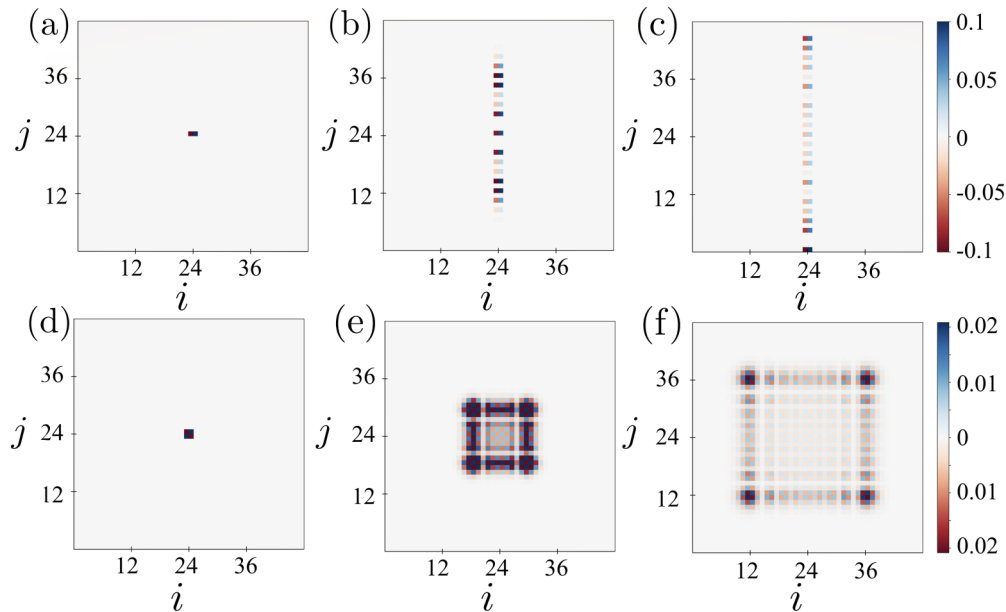 (a) (b) (c)
0.1
36 36 36
0.05
j 24 j 24 j 24
0
12 12 12
-0.05
-0.1
12 24 36 12 24 36 12 24 36
i i i
(d) (e) (f)
0.02
36 36 36
0.01
j 24 j 24 j 24
0
12 12 12
0.01
0.02
12 24 36 12 24 36 12 24 36
i i i